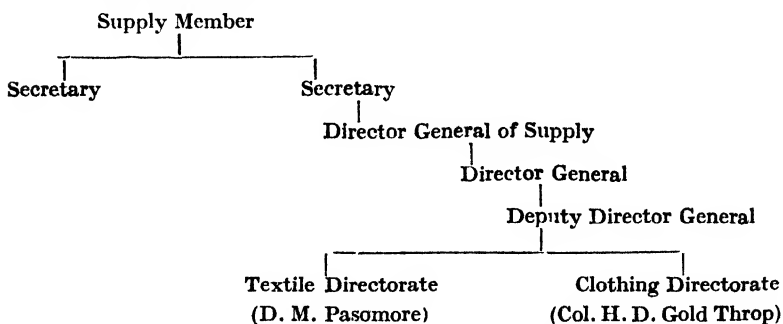 Supply Member
Secretary Secretary
Director General of Supply
Director General
Deputy Director General
Textile Directorate Clothing Directorate
(D. M. Pasomore) (Col. H. D. Gold Throp)